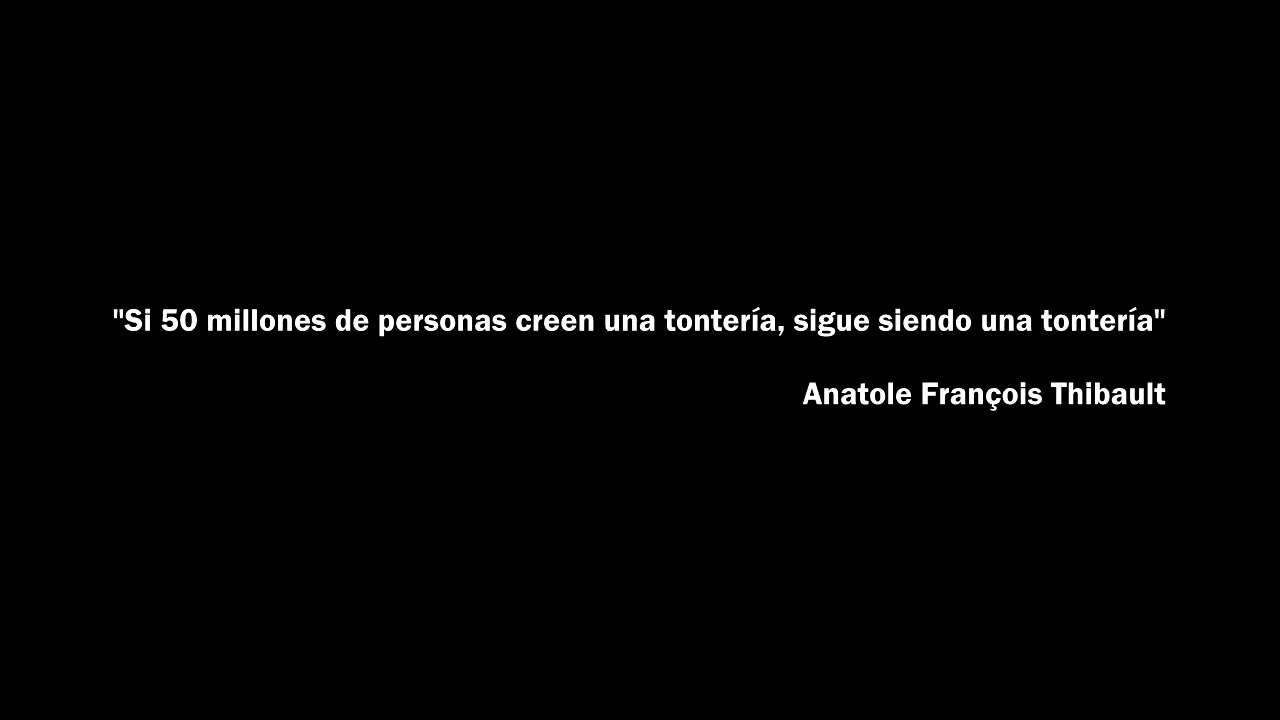 "Si 50 millones de personas creen una tontería, sigue siendo una tontería"
Anatole François Thibault